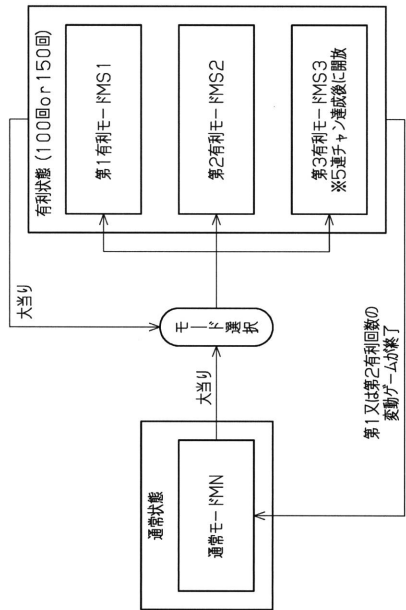 有利状態(100回or150回)
第1有利モードMS1
第2有利モードMS2
第3有利モードMS3
※5連チャン達成後に開放
大当り
モード
選択
大当り
通常状態
通常モードMN
第1又は第2有利回数の
変動ゲームが終了